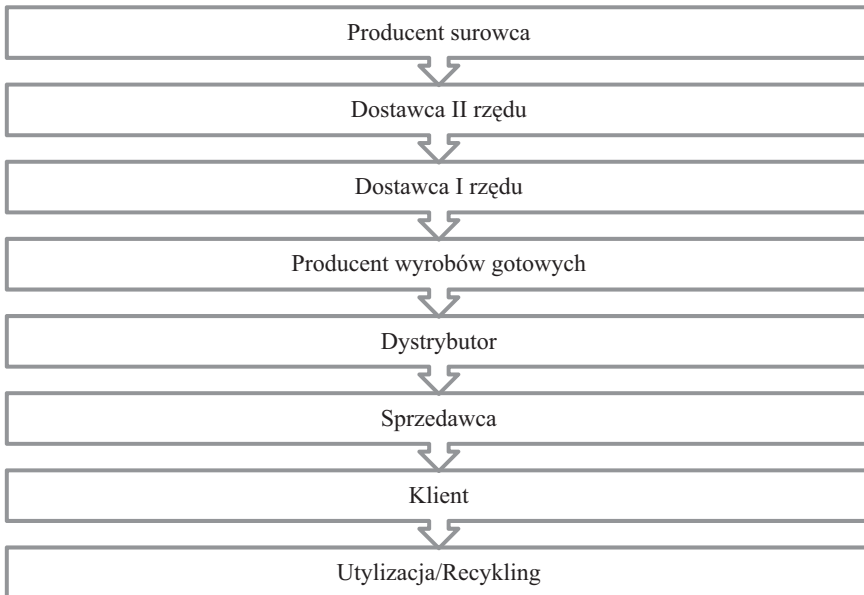 Producent surowca
Dostawca II rzędu
Dostawca I rzędu
Producent wyrobów gotowych
Dystrybutor
Sprzedawca
Klient
Utylizacja/Recykling